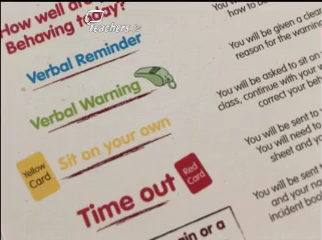 How well are
Behaving today?
Teachers
Verbal Reminder
Verbal Warning
Sit on your own
Yellow
Card
Time out
Red
Card
how to
You will be given a clear
reason for the warning
You will be asked to sit on
class, continue with your
correct your
You will be sent to
You will need to
sheet and
You will be sent
and your
incident
or a